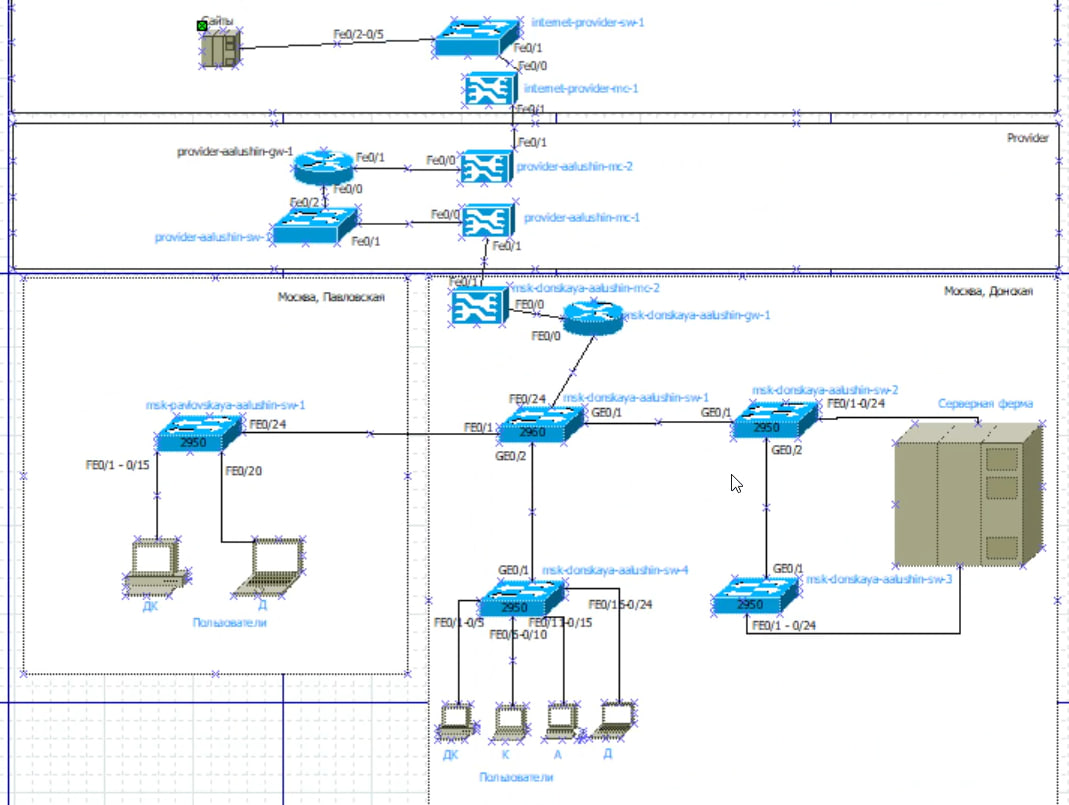 Сайты
internet-provider-sw-1
Fe0/2-0/5
Fe0/1
Fe0/0
internet-provider-mc-1
Fe0/1
Provider
Fe0/1
provider-aalushin-gw-1
Fe0/1
Fe0/0
provider-aalushin-mc-2
Fe0/0
Fe0/2
Fe0/0
provider-aalushin-mc-1
provider-aalushin-sw-1
Fe0/1
Fe0/1
Москва, Павловская
Fe0/1
msk-donskaya-aalushin-mc-2
Москва, Донская
FE0/0
msk-donskaya-aalushin-gw-1
FE0/0
msk-pavlovskaya-aalushin-sw-1
FE0/24
2950
FE0/1 - 0/15
FE0/20
FE0/24
msk-donskaya-aalushin-sw-1
msk-donskaya-aalushin-sw-2
FE0/1
2960
GE0/1
GE0/1
2950
FE0/1-0/24
Серверная ферма
GE0/2
GE0/2
ДК
Д
Пользователи
GE0/1
msk-donskaya-aalushin-sw-4
GE0/1
msk-donskaya-aalushin-sw-3
2950
2950
FE0/1-0/5
FE0/6-0/10
FE0/11-0/15
FE0/16-0/24
FE0/1 - 0/24
ДК
К
А
Д
Пользователи